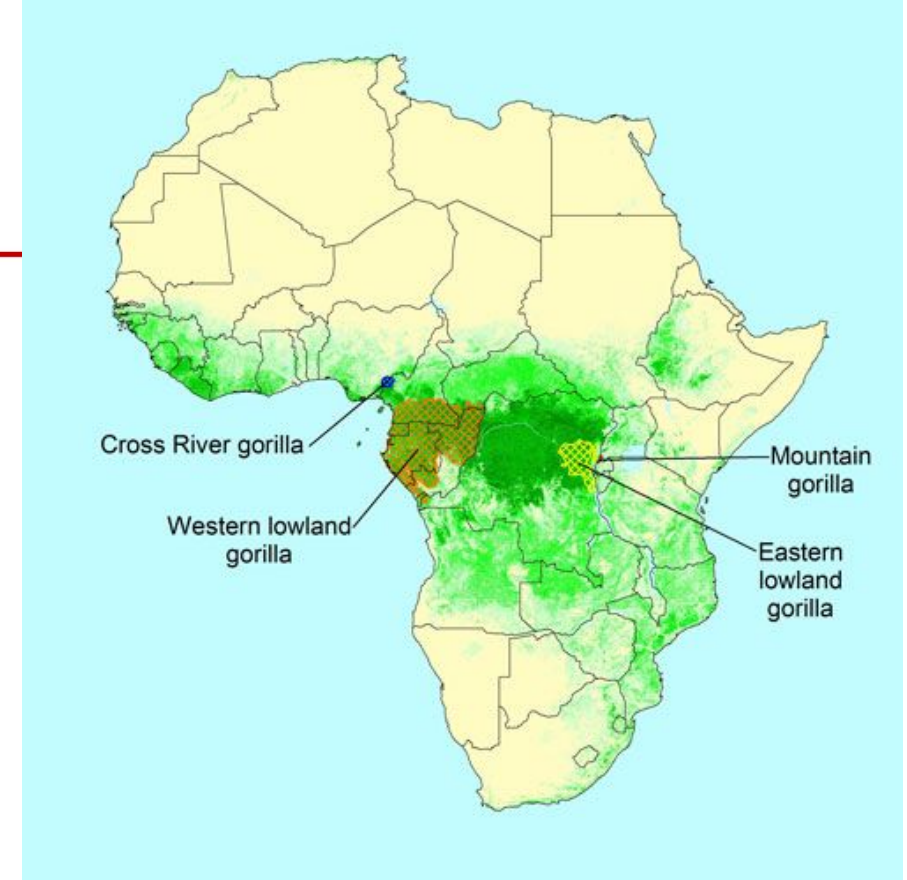 Cross River gorilla
Western lowland
gorilla
Mountain
gorilla
Eastern
lowland
gorilla